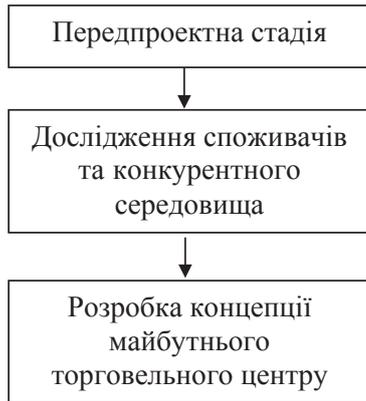 Передпроектна стадія
Дослідження споживачів
та конкурентного
середовища
Розробка концепції
майбутнього
торговельного центру